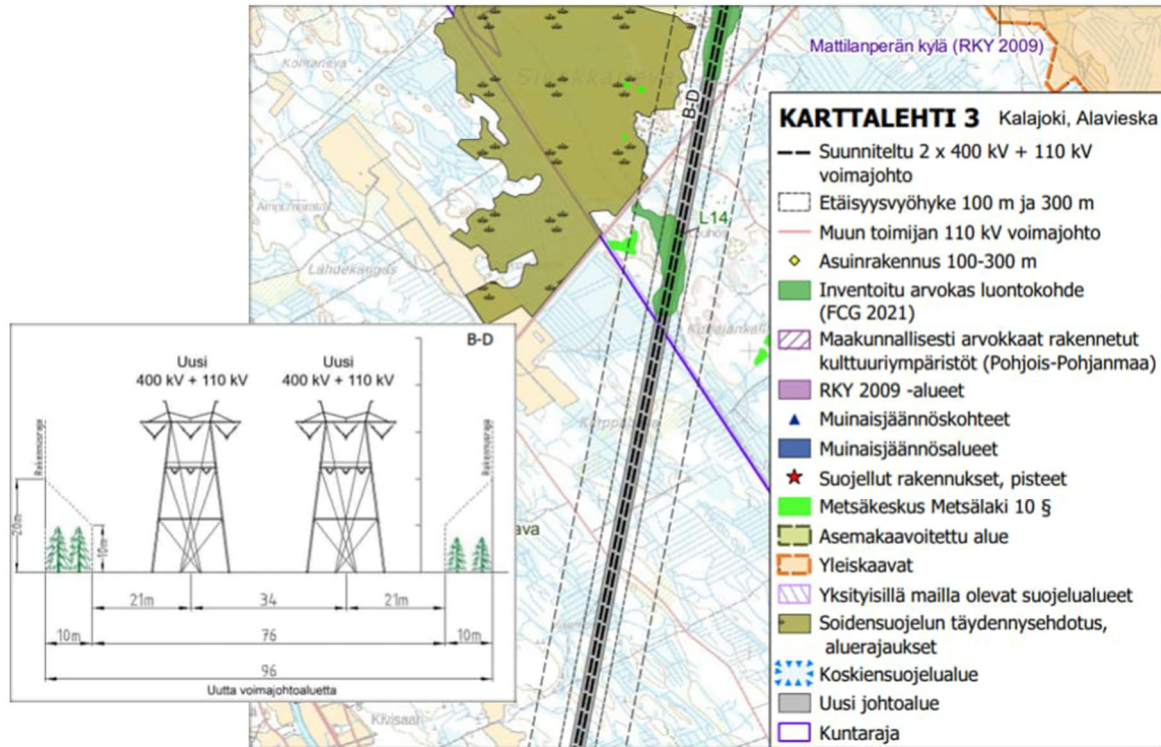 Mattilanperän kylä (RKY 2009)
B-D
L14
Lähdekangas
Kivisaari
KARTTALEHTI 3 Kalajoki, Alavieska
Suunniteltu 2 x 400 kV + 110 kV
voimajohto
Etäisyysvyöhyke 100 m ja 300 m
Muun toimijan 110 kV voimajohto
Asuinrakennus 100-300 m
Inventoitu arvokas luontokohde
(FCG 2021)
Maakunnallisesti arvokkaat rakennetut
kulttuuriympäristöt (Pohjois-Pohjanmaa)
RKY 2009 -alueet
Muinaisjäännöskohteet
Muinaisjäännösalueet
Suojellut rakennukset, pisteet
Metsäkeskus Metsälaki 10 §
Asemakaavoitettu alue
Yleiskaavat
Yksityisillä mailla olevat suojelualueet
Soidensuojelun täydennysehdotus,
aluerajaukset
Koskiensuojelualue
Uusi johtoalue
Kuntaraja
B-D
Uusi Uusi
400 kV + 110 kV 400 kV + 110 kV
Rakennusraja Rakennusraja
20m 10m
21m 34 21m
10m 76 10m
96
Uutta voimajohtoaluetta